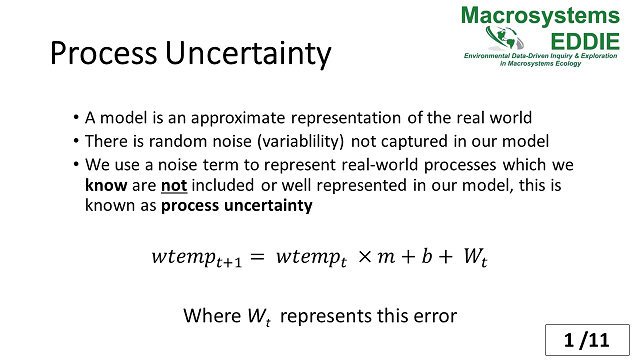 Macrosystems
EDDIE
Environmental Data-Driven Inquiry & Exploration
in Macrosystems Ecology
Process Uncertainty
• A model is an approximate representation of the real world
• There is random noise (variablility) not captured in our model
• We use a noise term to represent real-world processes which we
know are not included or well represented in our model, this is
known as process uncertainty
wtemp_{t+1} = wtemp_t × m + b + W_t
Where W_t represents this error
1 /11